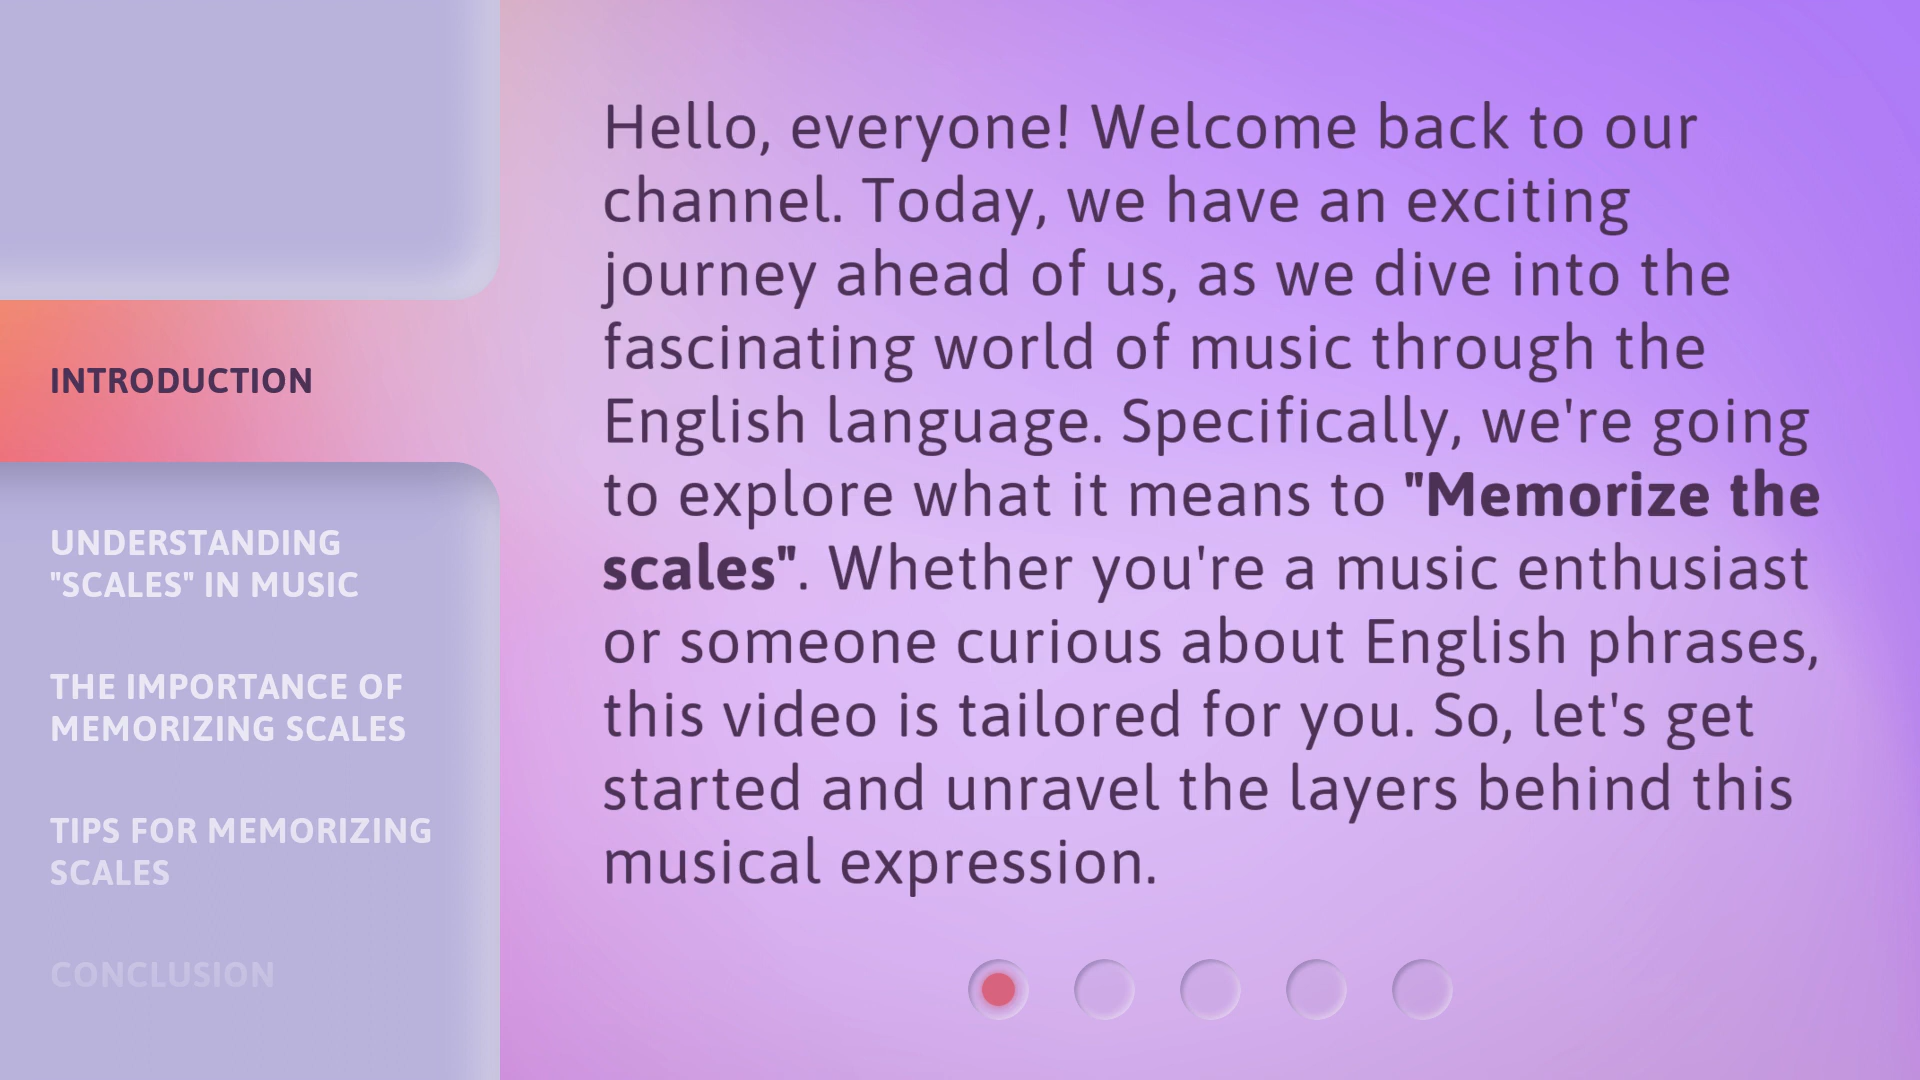 INTRODUCTION
UNDERSTANDING
"SCALES" IN MUSIC
THE IMPORTANCE OF
MEMORIZING SCALES
TIPS FOR MEMORIZING
SCALES
CONCLUSION
Hello, everyone! Welcome back to our
channel. Today, we have an exciting
journey ahead of us, as we dive into the
fascinating world of music through the
English language. Specifically, we're going
to explore what it means to "Memorize the
scales". Whether you're a music enthusiast
or someone curious about English phrases,
this video is tailored for you. So, let's get
started and unravel the layers behind this
musical expression.